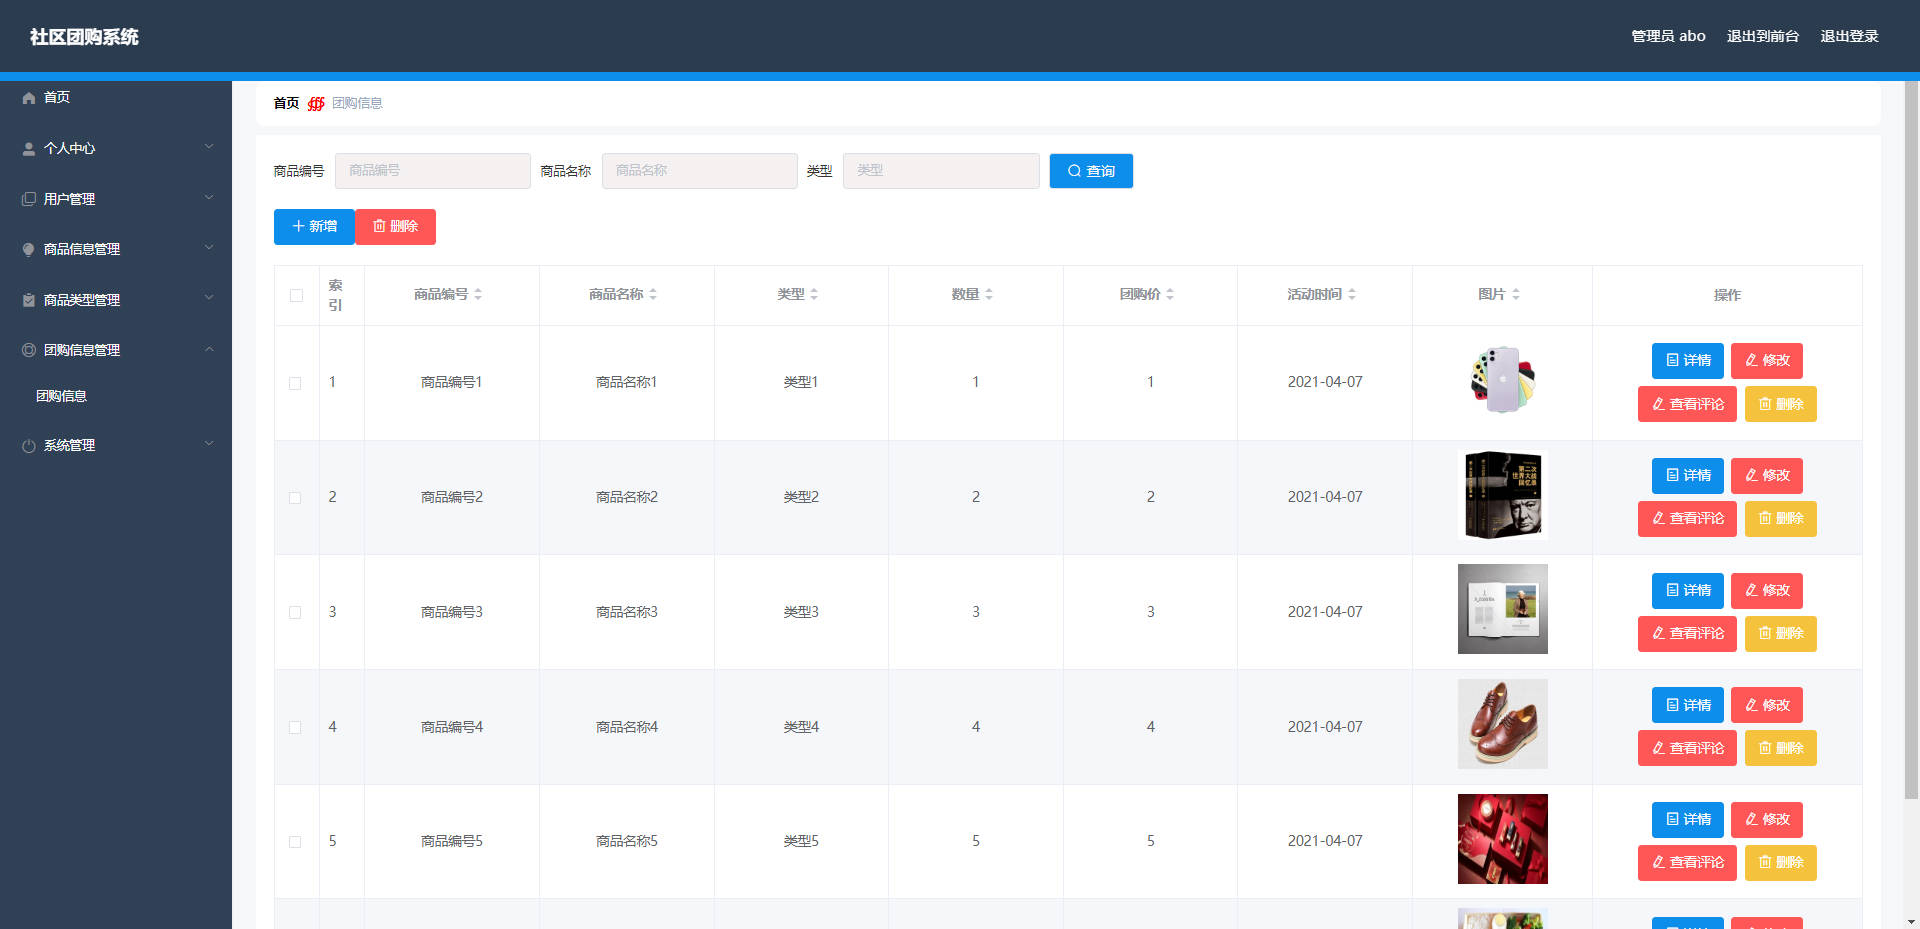 社区团购系统
管理员 abo 退出到前台 退出登录
首页
个人中心
用户管理
商品信息管理
商品类型管理
团购信息管理
团购信息
系统管理
首页 团购信息
商品编号 商品编号 商品名称 商品名称 类型 类型 查询
新增 删除
索引 商品编号 商品名称 类型 数量 团购价 活动时间 图片 操作
1 商品编号1 商品名称1 类型1 1 1 2021-04-07 详情 修改
查看评论 删除
2 商品编号2 商品名称2 类型2 2 2 2021-04-07 详情 修改
第二次
世界大战
回忆录
查看评论 删除
3 商品编号3 商品名称3 类型3 3 3 2021-04-07 详情 修改
查看评论 删除
4 商品编号4 商品名称4 类型4 4 4 2021-04-07 详情 修改
查看评论 删除
5 商品编号5 商品名称5 类型5 5 5 2021-04-07 详情 修改
查看评论 删除